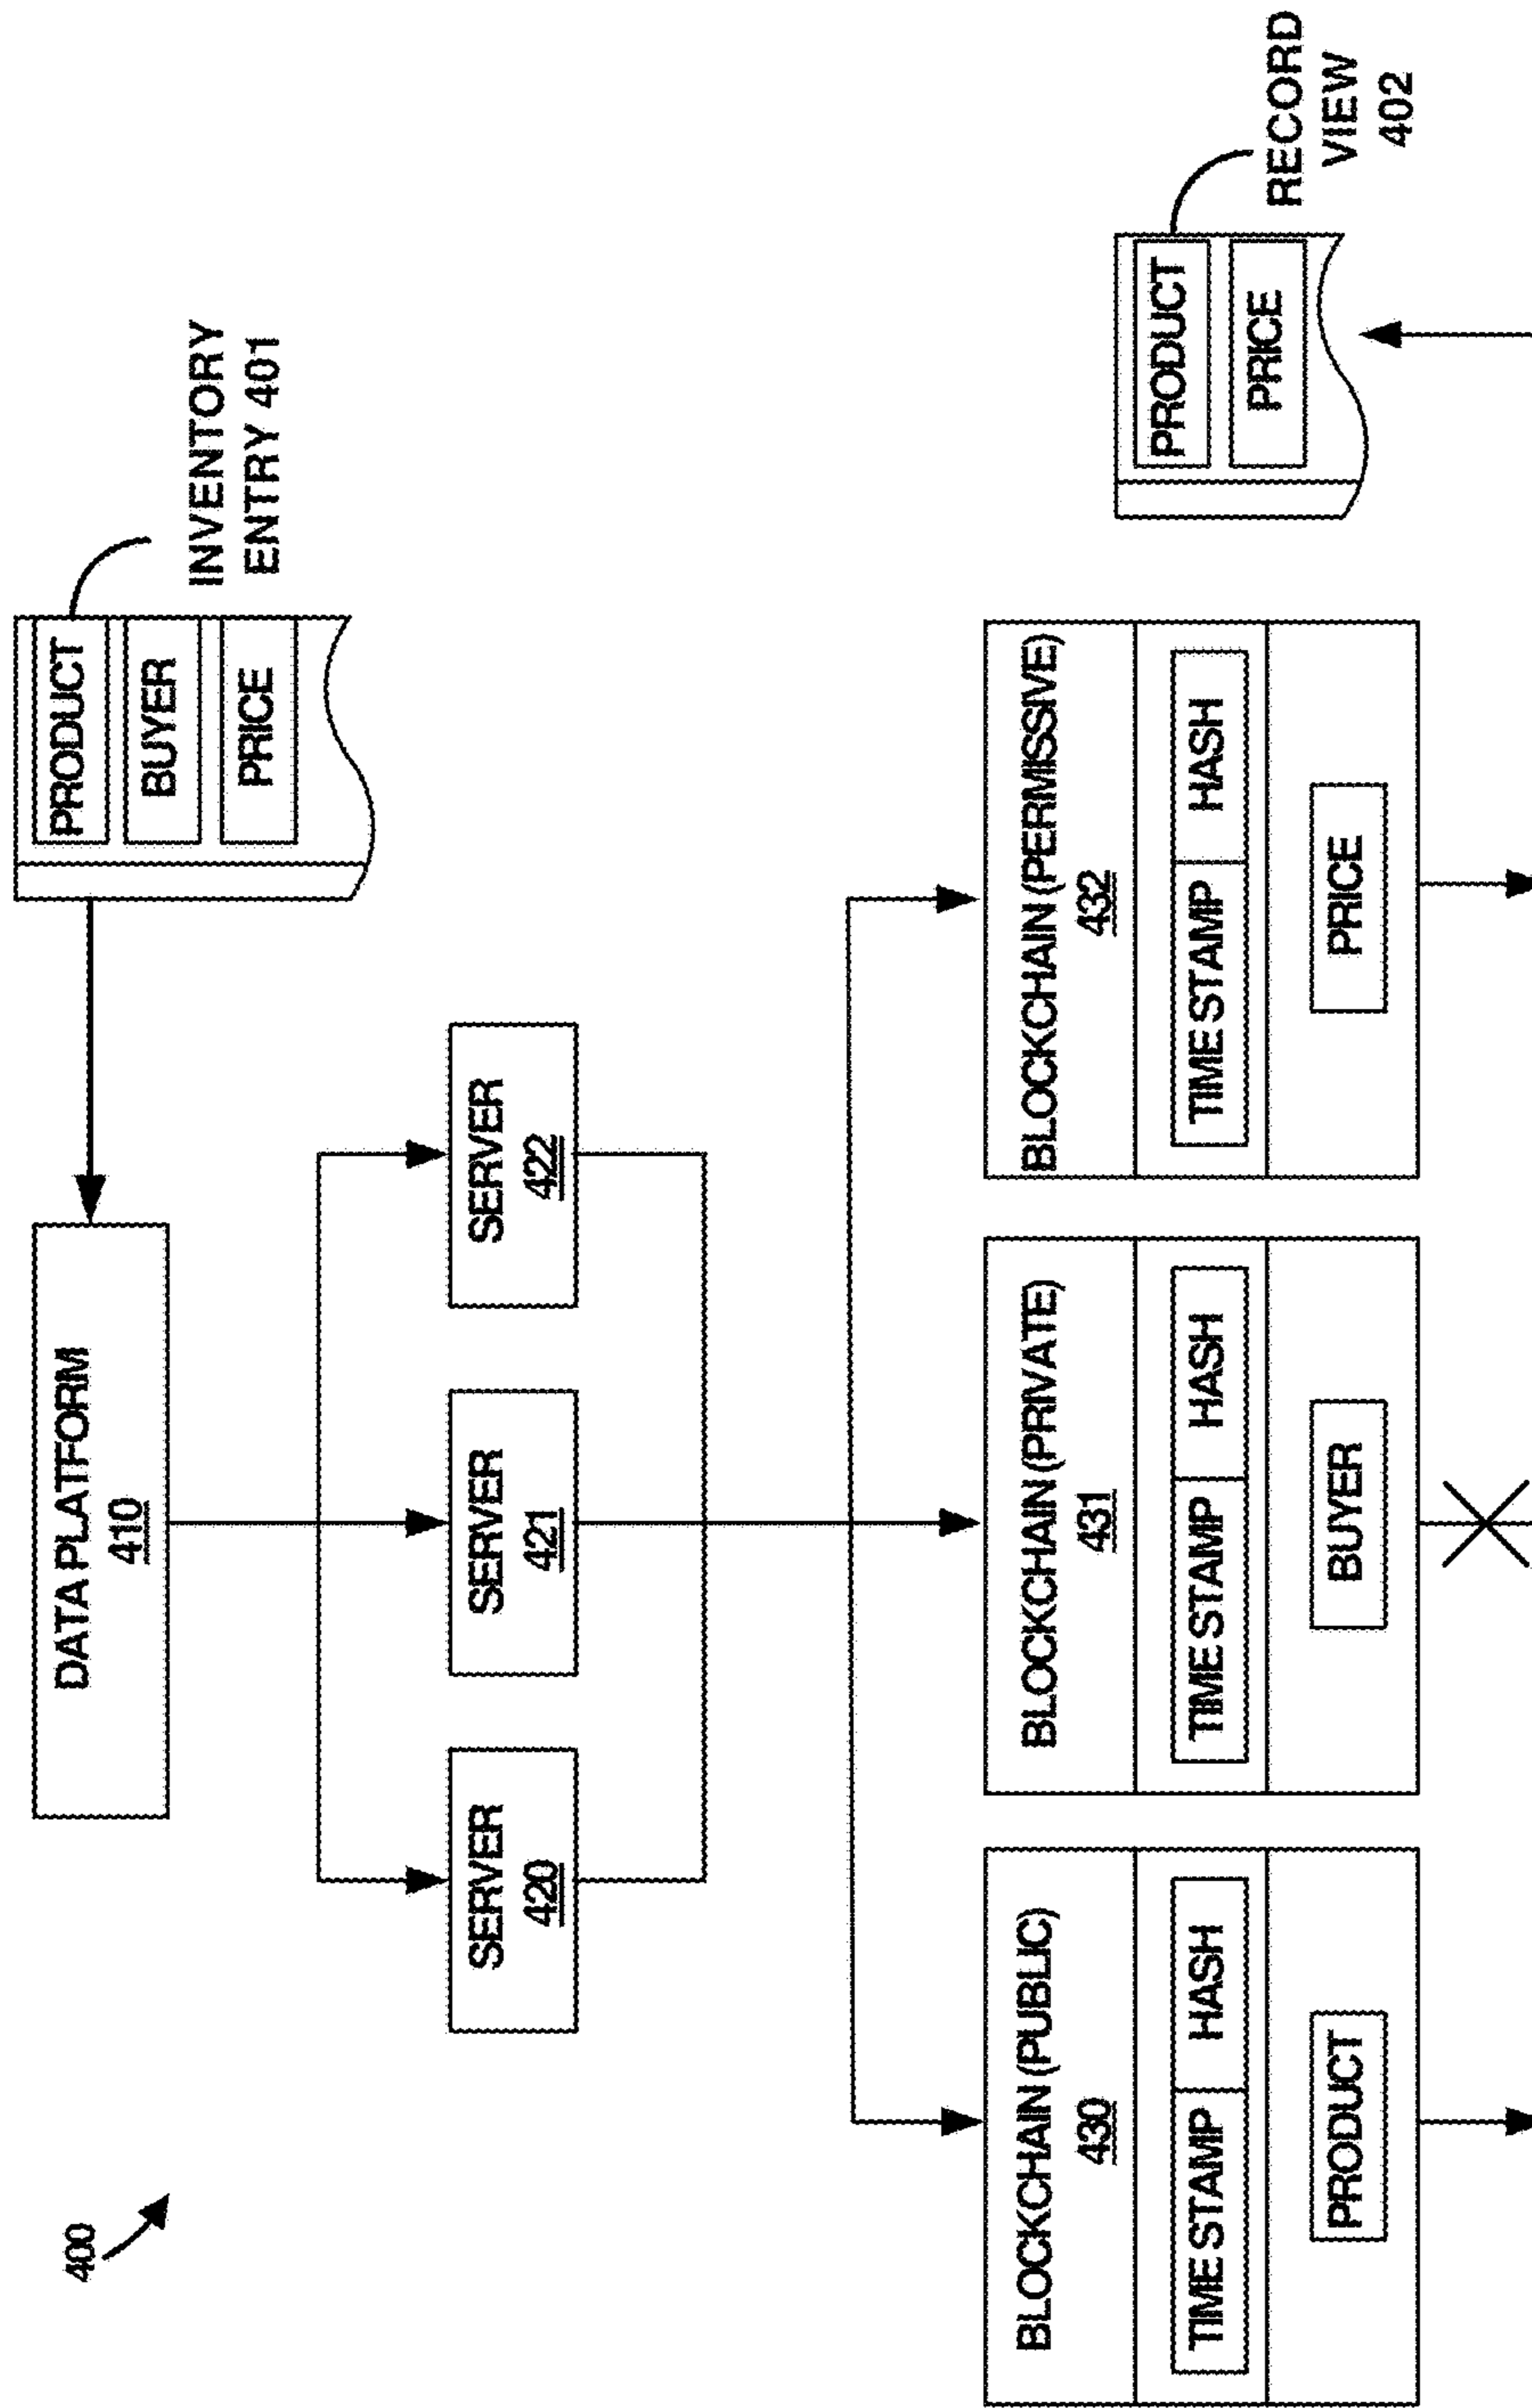 400
DATA PLATFORM
410
PRODUCT
BUYER
PRICE
INVENTORY
ENTRY 401
SERVER
420
SERVER
421
SERVER
422
BLOCKCHAIN (PUBLIC)
430
TIME STAMP
HASH
PRODUCT
BLOCKCHAIN (PRIVATE)
431
TIME STAMP
HASH
BUYER
BLOCKCHAIN (PERMISSIVE)
432
TIME STAMP
HASH
PRICE
PRODUCT
PRICE
RECORD
VIEW
402